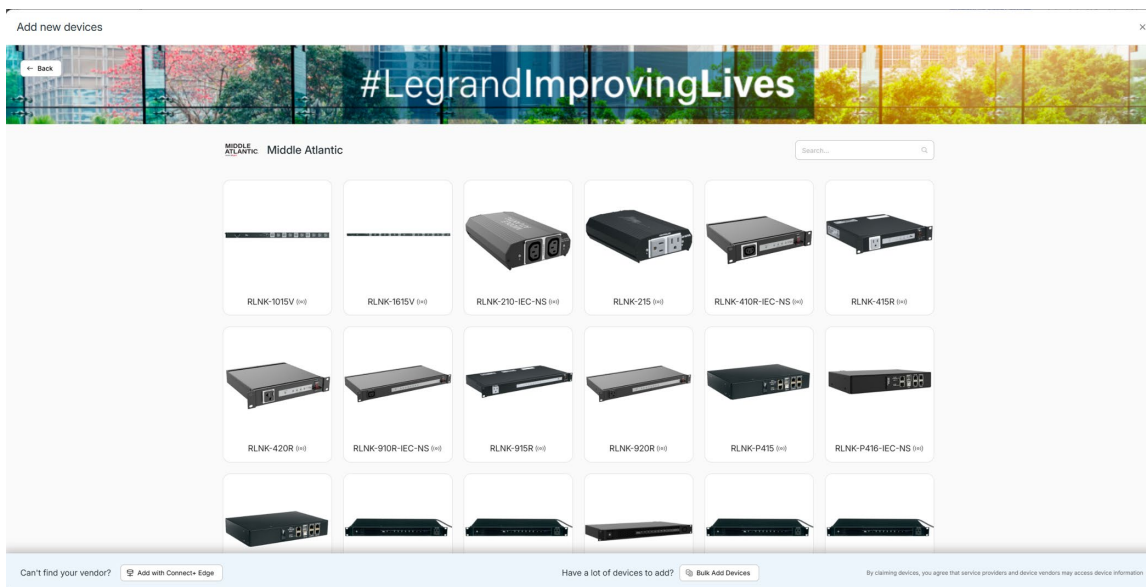 Add new devices
← Back
#LegrandImprovingLives
MIDDLE
ATLANTIC
Middle Atlantic
Search...
RLNK-1015V
RLNK-1615V
RLNK-210-IEC-NS
RLNK-215
RLNK-410R-IEC-NS
RLNK-415R
RLNK-420R
RLNK-910R-IEC-NS
RLNK-915R
RLNK-920R
RLNK-P415
RLNK-P416-IEC-NS
Can't find your vendor?
Add with Connect+ Edge
Have a lot of devices to add?
Bulk Add Devices
By claiming devices, you agree that service providers and device vendors may access device information